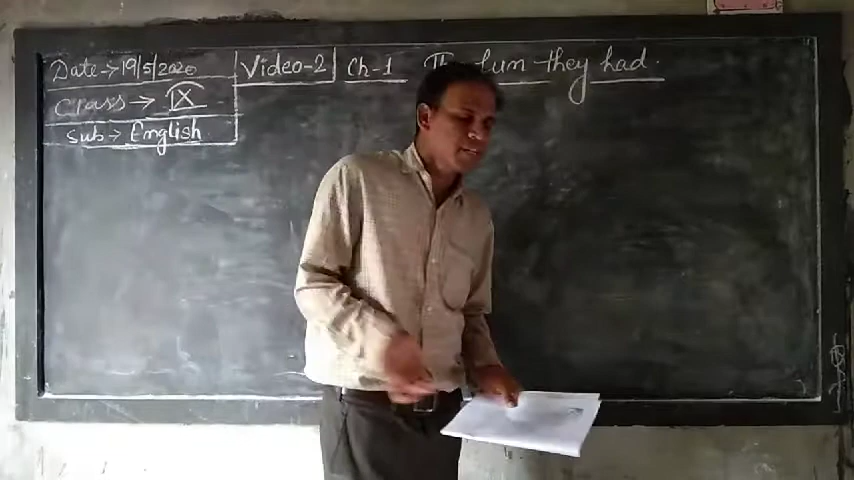 Date → 19/5/2020
Class → IX
Sub → English
Video-2
Ch-1 fun they had.